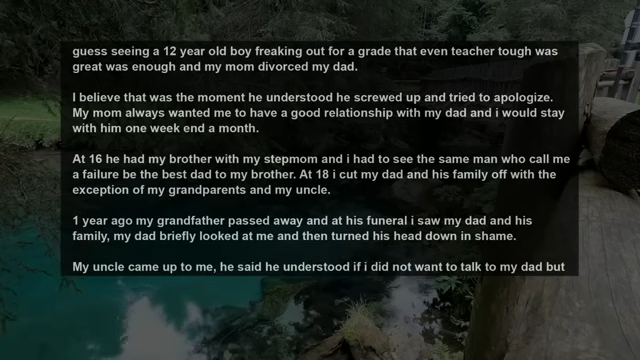 guess seeing a 12 year old boy freaking out for a grade that even teacher tough was
great was enough and my mom divorced my dad.
I believe that was the moment he understood he screwed up and tried to apologize.
My mom always wanted me to have a good relationship with my dad and i would stay
with him one week end a month.
At 16 he had my brother with my stepmom and i had to see the same man who call me
a failure be the best dad to my brother. At 18 i cut my dad and his family off with the
exception of my grandparents and my uncle.
1 year ago my grandfather passed away and at his funeral i saw my dad and his
family, my dad briefly looked at me and then turned his head down in shame.
My uncle came up to me, he said he understood if i did not want to talk to my dad but